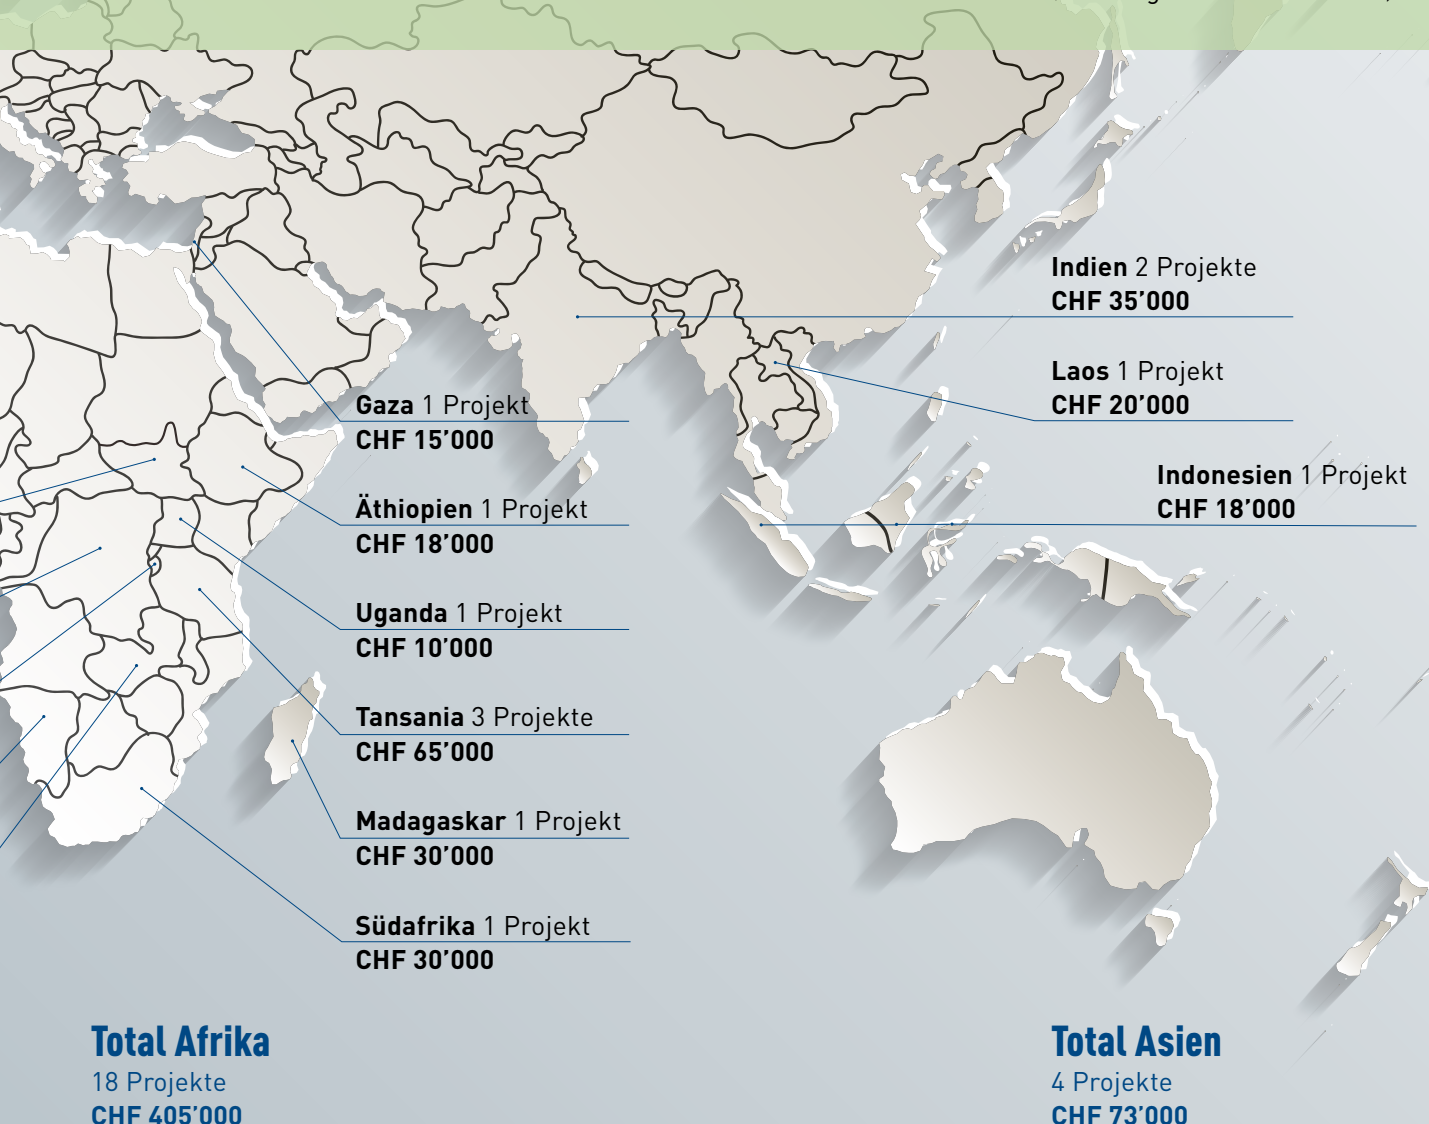 Indien 2 Projekte
CHF 35’000
Laos 1 Projekt
CHF 20’000
Indonesien 1 Projekt
CHF 18’000
Gaza 1 Projekt
CHF 15’000
Äthiopien 1 Projekt
CHF 18’000
Uganda 1 Projekt
CHF 10’000
Tansania 3 Projekte
CHF 65’000
Madagaskar 1 Projekt
CHF 30’000
Südafrika 1 Projekt
CHF 30’000
Total Afrika
18 Projekte
CHF 405’000
Total Asien
4 Projekte
CHF 73’000